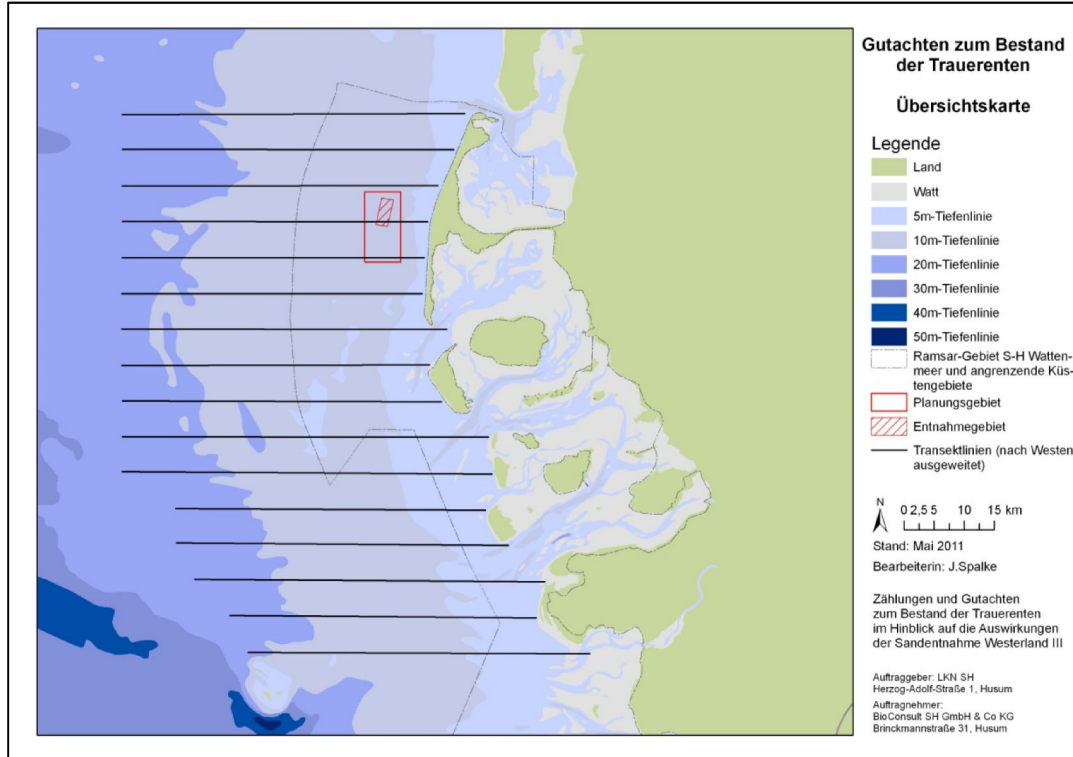 Gutachten zum Bestand
der Trauerenten
Übersichtskarte
Legende
Land
Watt
5m-Tiefenlinie
10m-Tiefenlinie
20m-Tiefenlinie
30m-Tiefenlinie
40m-Tiefenlinie
50m-Tiefenlinie
Ramsar-Gebiet S-H Watten-
meer und angrenzende Küs-
tengebiete
Planungsgebiet
Entnahmegebiet
Transektlinien (nach Westen
ausgeweitet)
N
0 2,5 5 10 15 km
Stand: Mai 2011
Bearbeiterin: J.Spalke
Zählungen und Gutachten
zum Bestand der Trauerenten
im Hinblick auf die Auswirkungen
der Sandentnahme Westerland III
Auftraggeber: LKN SH
Herzog-Adolf-Straße 1, Husum
Auftragnehmer:
BioConsult SH GmbH & Co KG
Brinckmannstraße 31, Husum